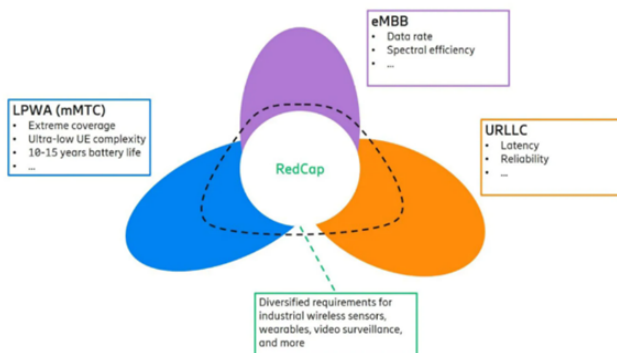 eMBB
• Data rate
• Spectral efficiency
• ...
LPWA (mMTC)
• Extreme coverage
• Ultra-low UE complexity
• 10-15 years battery life
• ...
URLLC
• Latency
• Reliability
• ...
RedCap
Diversified requirements for
industrial wireless sensors,
wearables, video surveillance,
and more